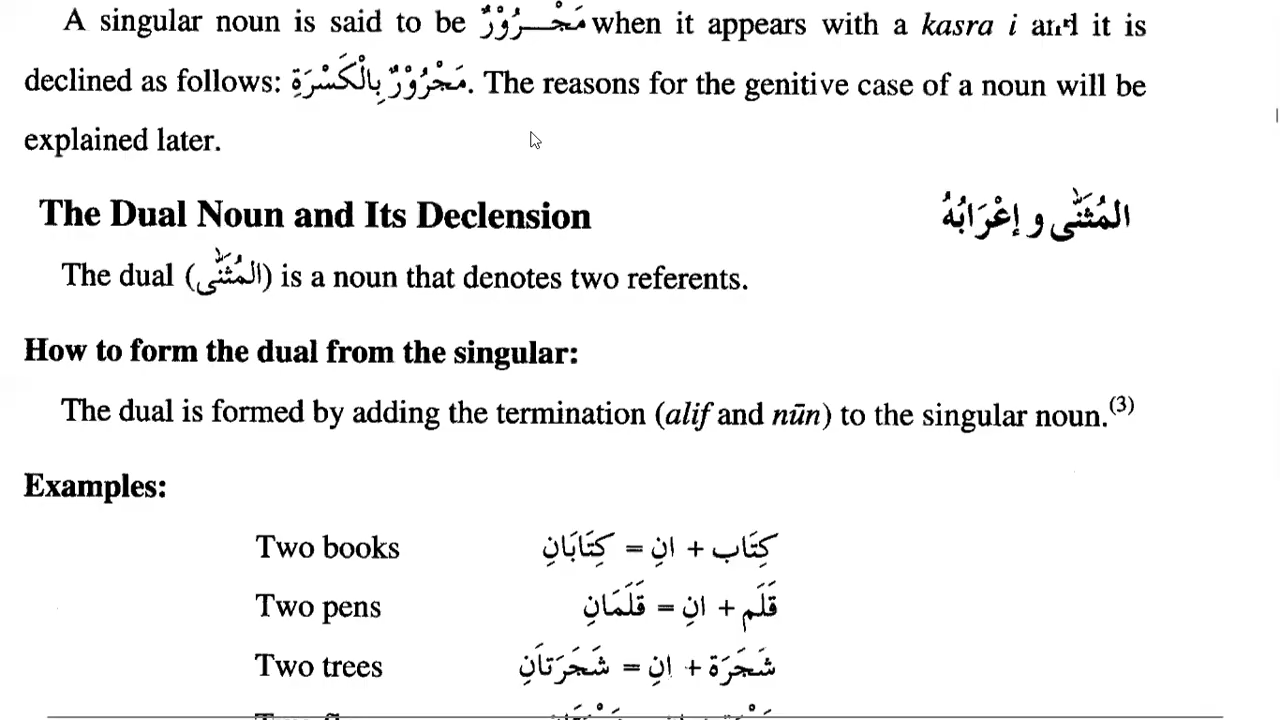 A singular noun is said to be مَجْـــرُوْرٌ when it appears with a kasra i and it is
declined as follows: مَجْرُوْرٌ بِالْكَسْرَةِ. The reasons for the genitive case of a noun will be
explained later.
The Dual Noun and Its Declension المُثَنَّى و إعْرَابُهُ
The dual (المُثَنَّى) is a noun that denotes two referents.
How to form the dual from the singular:
The dual is formed by adding the termination (alif and nūn) to the singular noun.(3)
Examples:
Two books كِتَاب + انِ = كِتَابَانِ
Two pens قَلَم + انِ = قَلَمَانِ
Two trees شَجَرَة + انِ = شَجَرَتَانِ